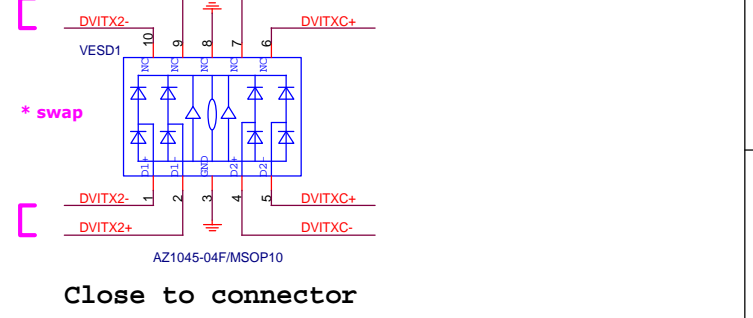 DVITX2- DVITXC+
10 9 8 7 6
VESD1
NC NC NC NC NC
* swap
D1+ D1- GND D2+ D2-
DVITX2- 1 2 3 4 5 DVITXC+
DVITX2+ DVITXC-
AZ1045-04F/MSOP10
Close to connector